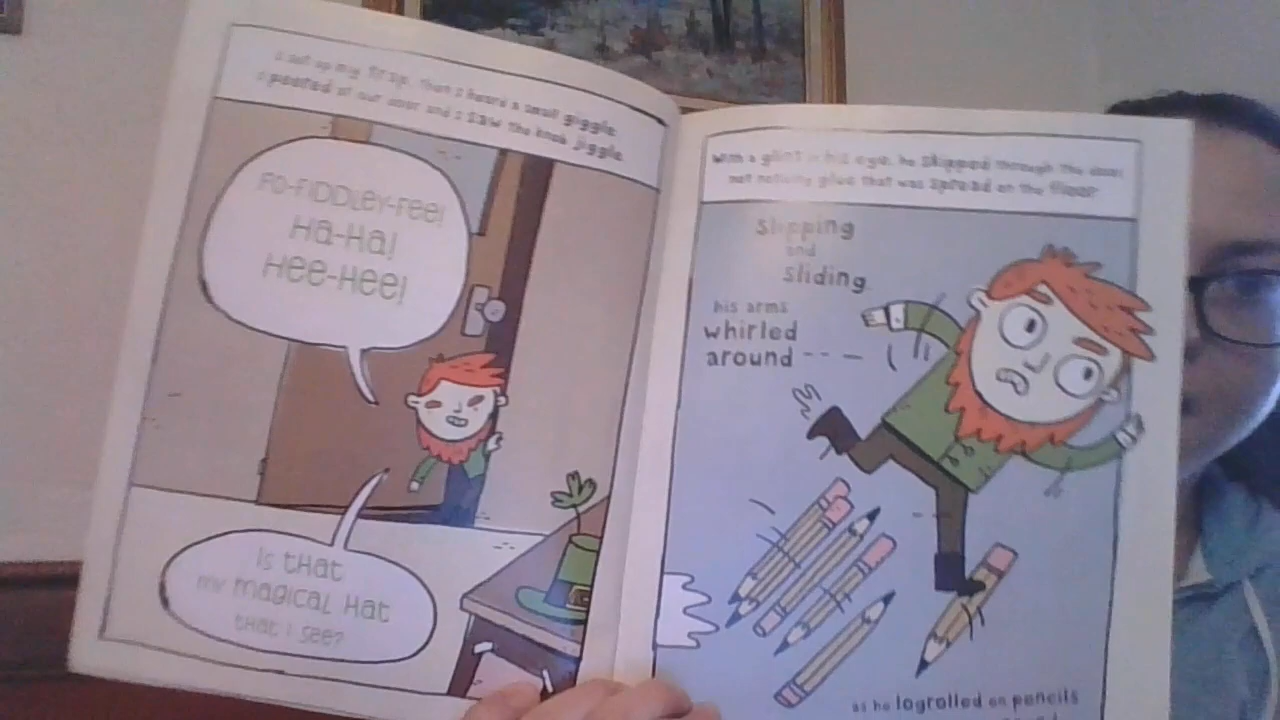 I set up my trap, then I heard a small giggle.
I peered at our door and I saw the knob jiggle.
FO-FIDDLEY-FEE!
HA-HA!
HEE-HEE!
IS THAT
MY MAGICAL HAT
THAT I SEE?
With a glint in his eye, he skipped through the door
not noticing glue that was spread on the floor.
Slipping
and
sliding
his arms
whirled
around
as he logrolled on pencils